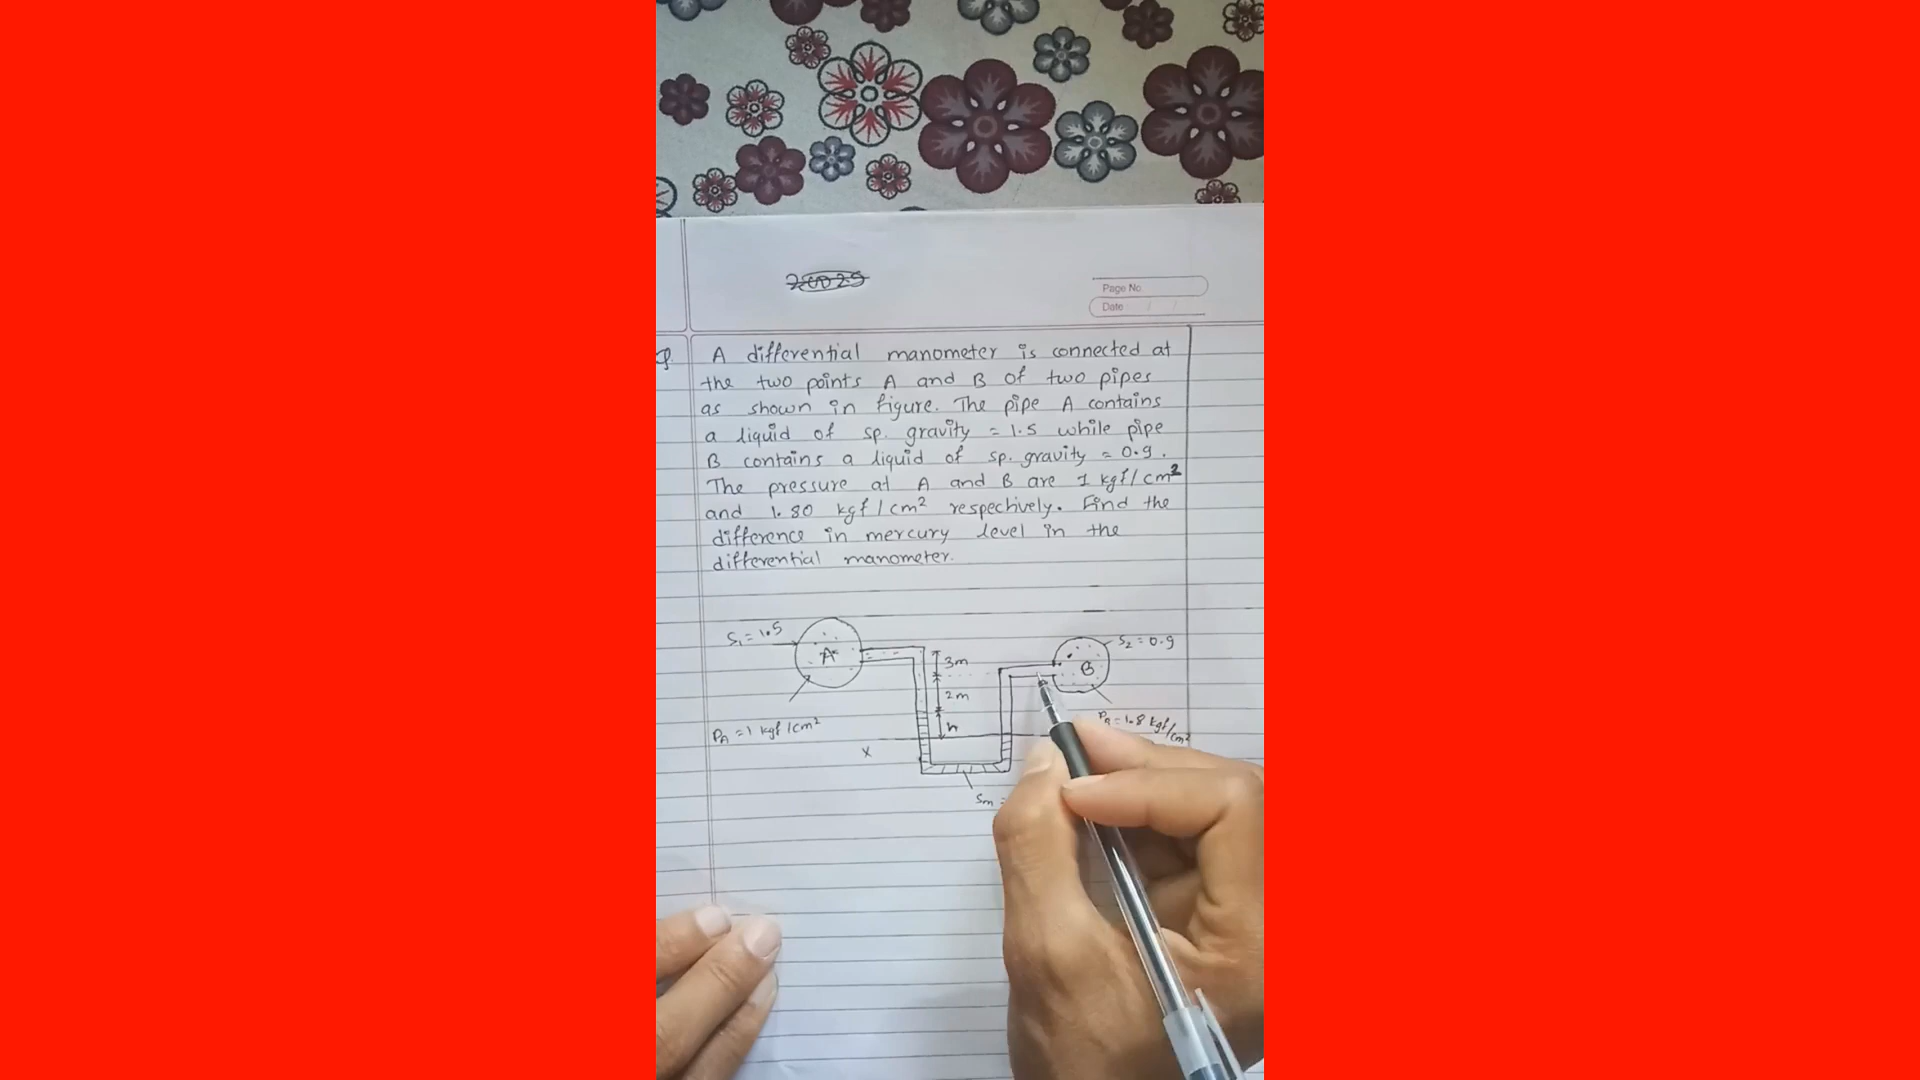 Page No
Date
Q. A differential manometer is connected at
the two points A and B of two pipes
as shown in figure. The pipe A contains
a liquid of sp. gravity = 1.5 while pipe
B contains a liquid of sp. gravity = 0.9.
The pressure at A and B are 1 kgf/cm²
and 1.80 kgf/cm² respectively. Find the
difference in mercury level in the
differential manometer.
S₁ = 1.5
A
3m
2m
h
S₂ = 0.9
B
P_A = 1 kgf/cm²
= 1.8 kgf/cm²
X
Sm =